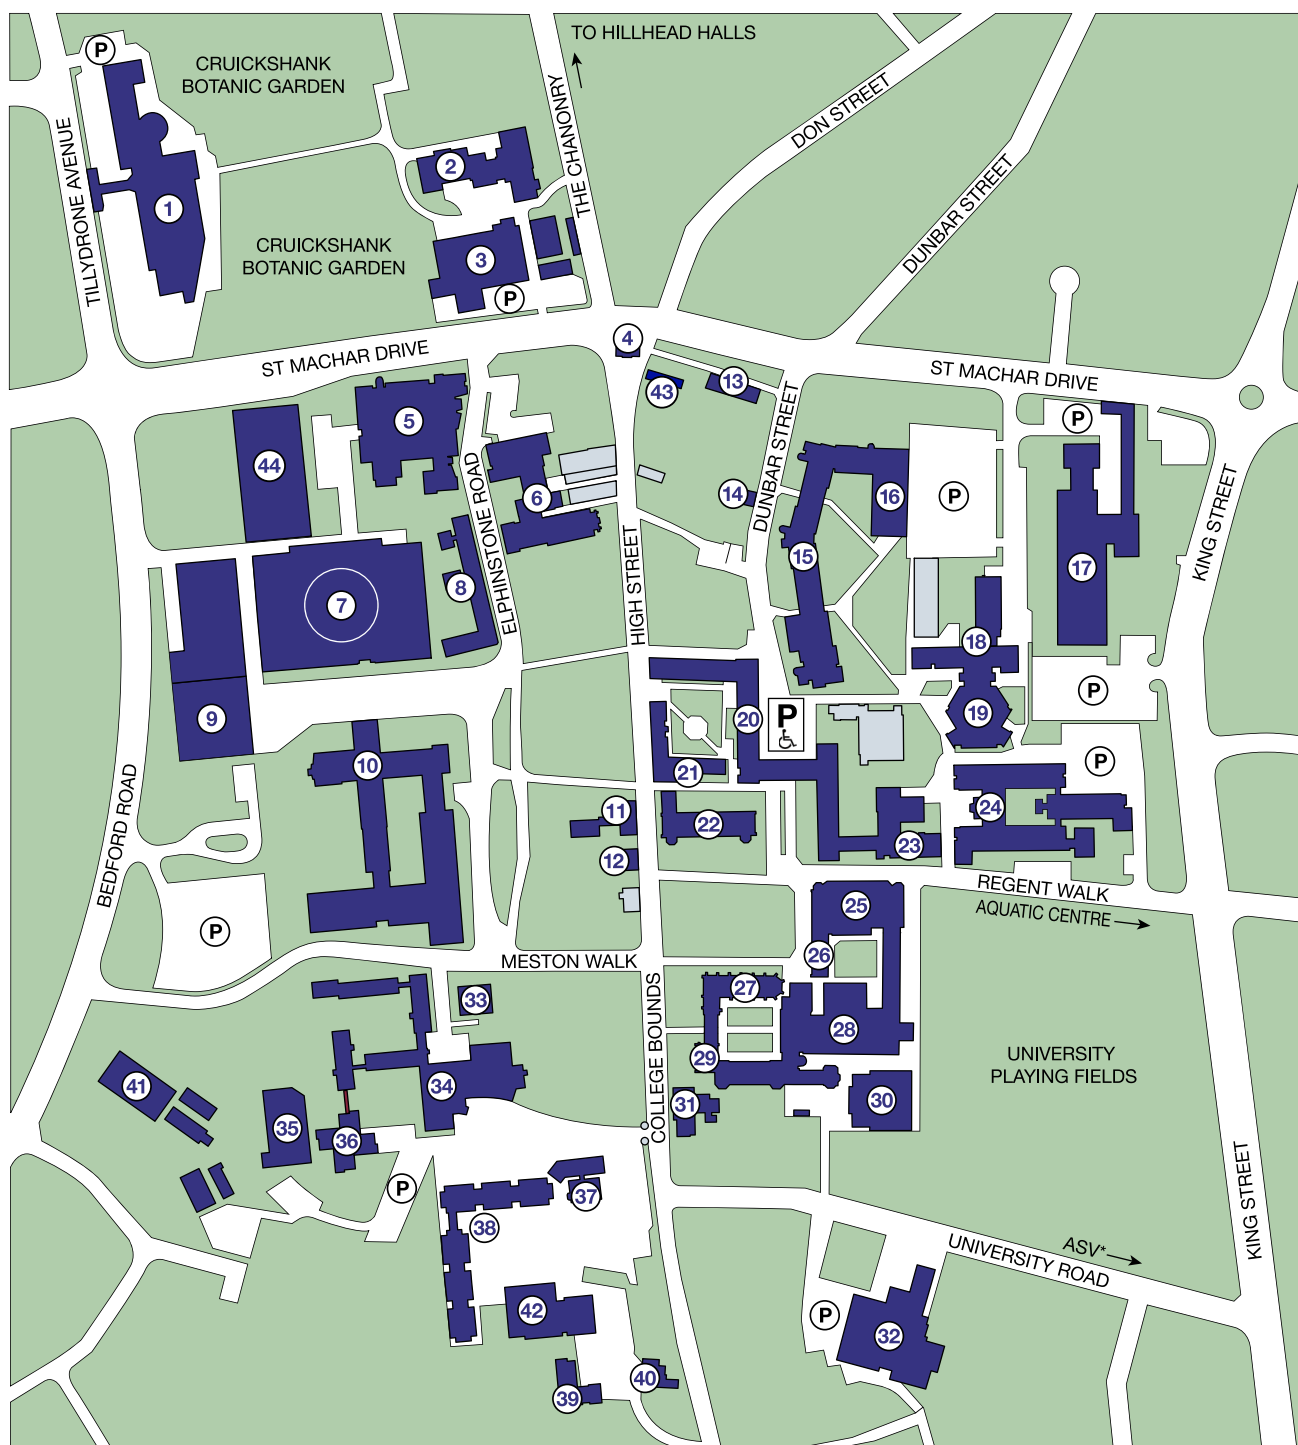 TO HILLHEAD HALLS
P
CRUICKSHANK
BOTANIC GARDEN
THE CHANONRY
DON STREET
TILLYDRONE AVENUE
2
1
DUNBAR STREET
CRUICKSHANK
BOTANIC GARDEN
3
P
4
ST MACHAR DRIVE
ST MACHAR DRIVE
43
13
5
P
44
ELPHINSTONE ROAD
6
14
DUNBAR STREET
16
P
KING STREET
15
17
HIGH STREET
7
8
18
P
9
20
P
19
10
21
P
BEDFORD ROAD
11
22
24
12
23
REGENT WALK
AQUATIC CENTRE
25
P
26
MESTON WALK
27
33
COLLEGE BOUNDS
28
29
UNIVERSITY
PLAYING FIELDS
41
34
31
30
35
36
P
37
38
KING STREET
ASV*
UNIVERSITY ROAD
42
P
32
40
39